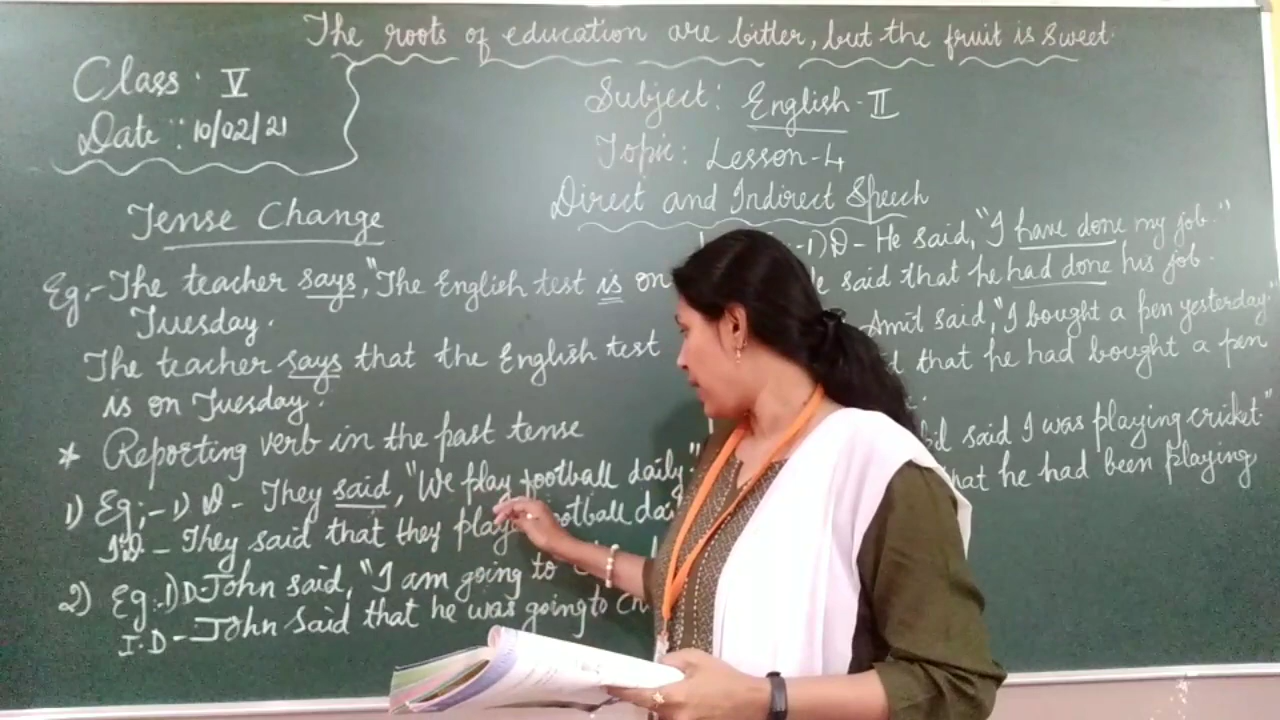 The roots of education are bitter, but the fruit is sweet.
Class: V
Date: 10/02/21
Subject: English-II
Topic: Lesson-4
Direct and Indirect Speech
Tense Change
Eg:- The teacher says, "The English test is on
Tuesday.
The teacher says that the English test
is on Tuesday.
* Reporting verb in the past tense
1) Eg:- 1) D - They said, "We play football daily."
I.D. - They said that they football
2) Eg:- 1) D- John said, "I am going to
I.D - John said that he was going to
1) D - He said, "I have done my job."
said that he had done his job.
Amit said, "I bought a pen yesterday."
that he had bought a pen
said I was playing cricket."
that he had been playing